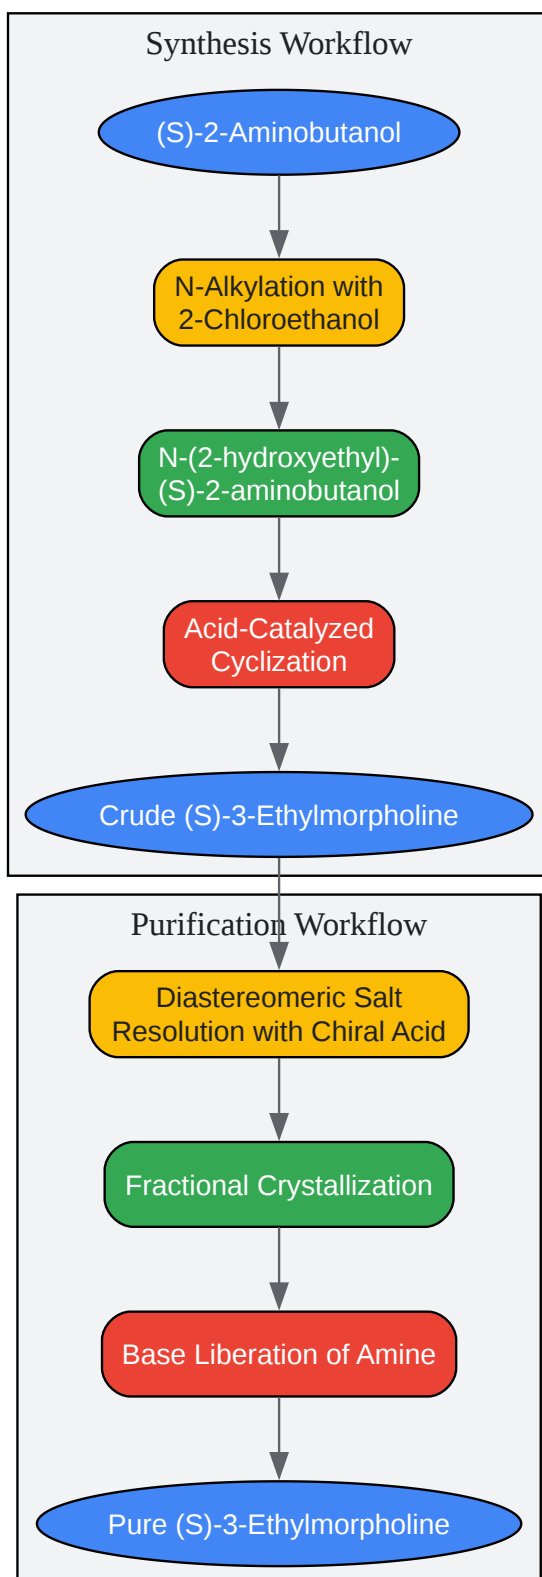 Synthesis Workflow
(S)-2-Aminobutanol
N-Alkylation with
2-Chloroethanol
N-(2-hydroxyethyl)-
(S)-2-aminobutanol
Acid-Catalyzed
Cyclization
Crude (S)-3-Ethylmorpholine
Purification Workflow
Diastereomeric Salt
Resolution with Chiral Acid
Fractional Crystallization
Base Liberation of Amine
Pure (S)-3-Ethylmorpholine